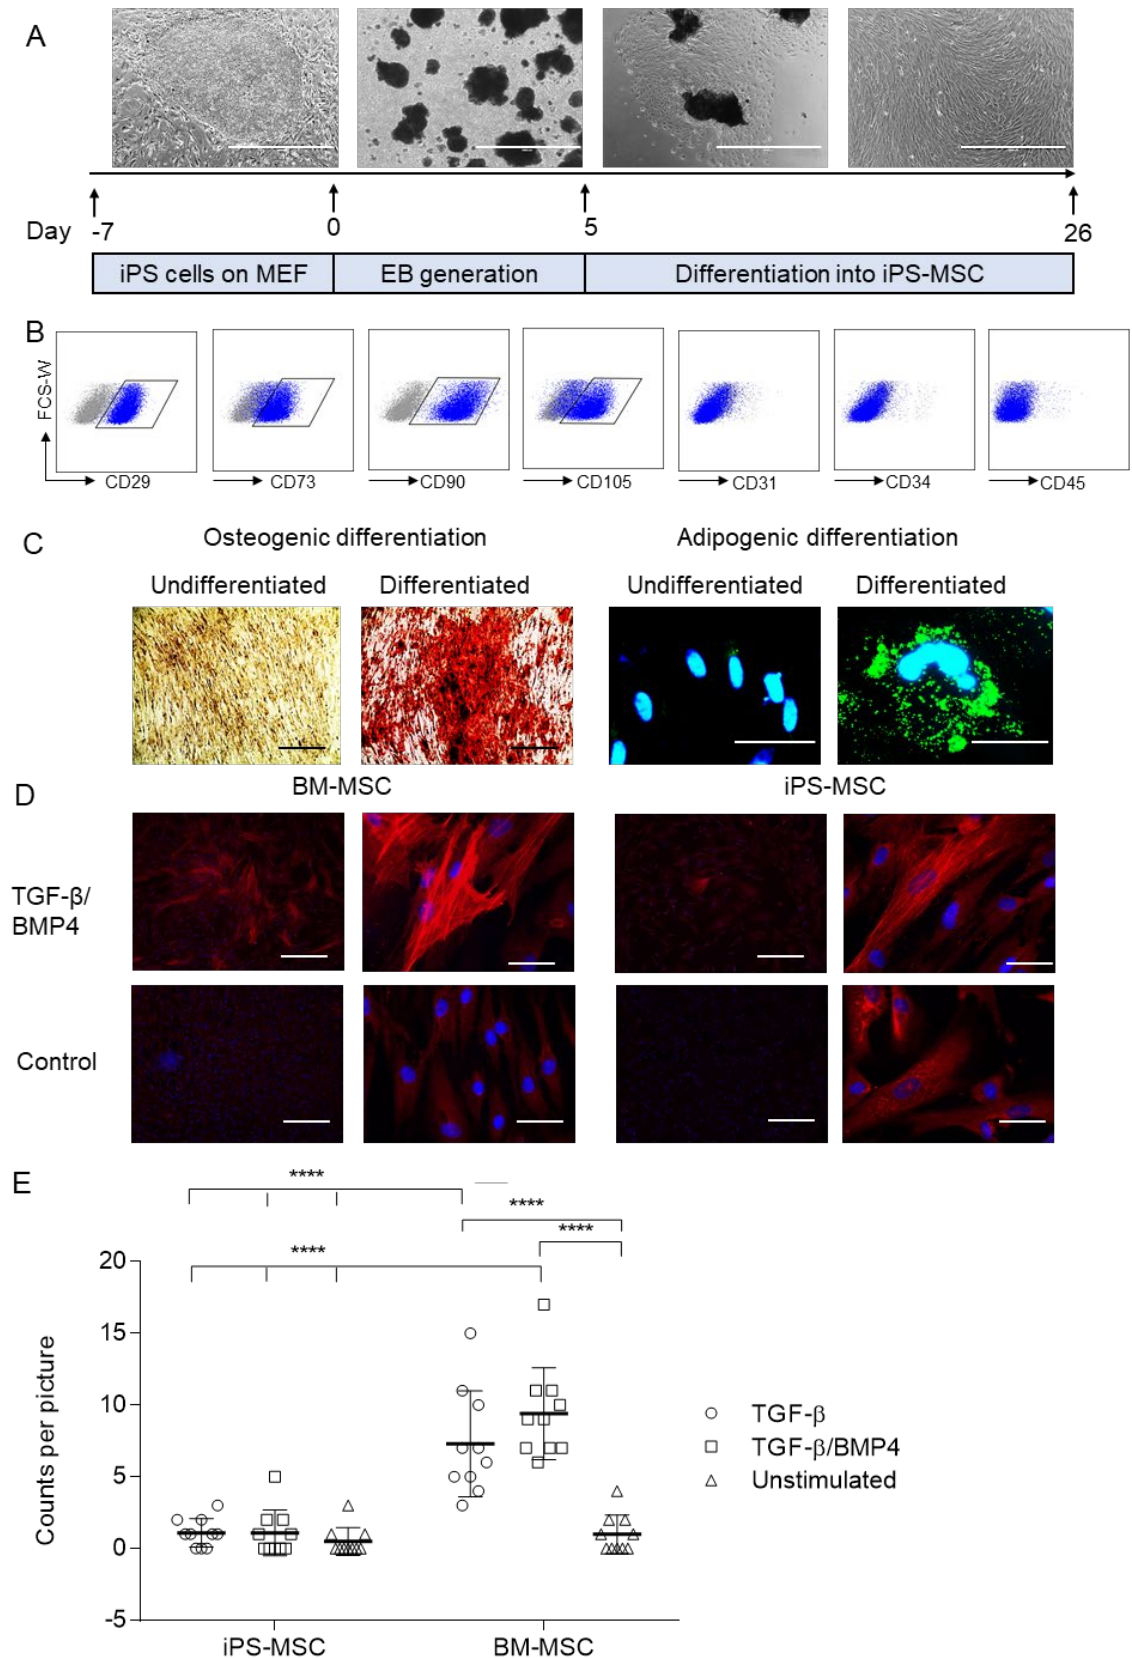 A
Day
-7
0
5
26
iPS cells on MEF
EB generation
Differentiation into iPS-MSC
B
FCS-W
CD29
CD73
CD90
CD105
CD31
CD34
CD45
C
Osteogenic differentiation
Adipogenic differentiation
Undifferentiated
Differentiated
Undifferentiated
Differentiated
D
BM-MSC
iPS-MSC
TGF-β/
BMP4
Control
E
****
****
****
****
20
15
10
5
0
-5
Counts per picture
iPS-MSC
BM-MSC
TGF-β
TGF-β/BMP4
Unstimulated